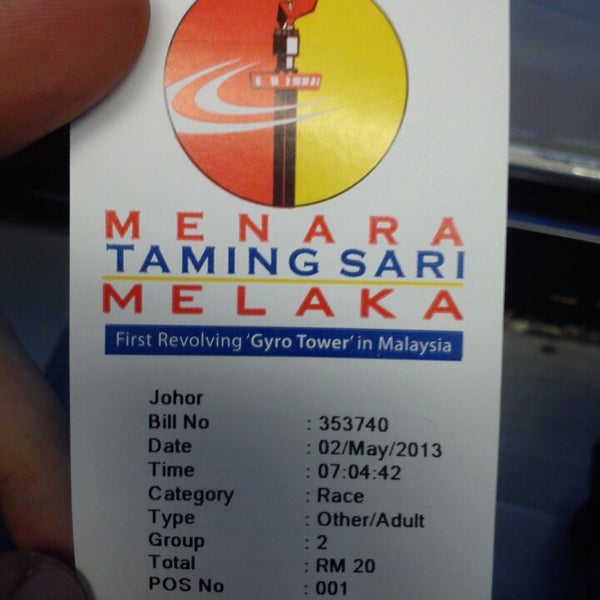 MENARA
TAMING SARI
MELAKA
First Revolving 'Gyro Tower' in Malaysia
Johor
Bill No : 353740
Date : 02/May/2013
Time : 07:04:42
Category : Race
Type : Other/Adult
Group : 2
Total : RM 20
POS No : 001